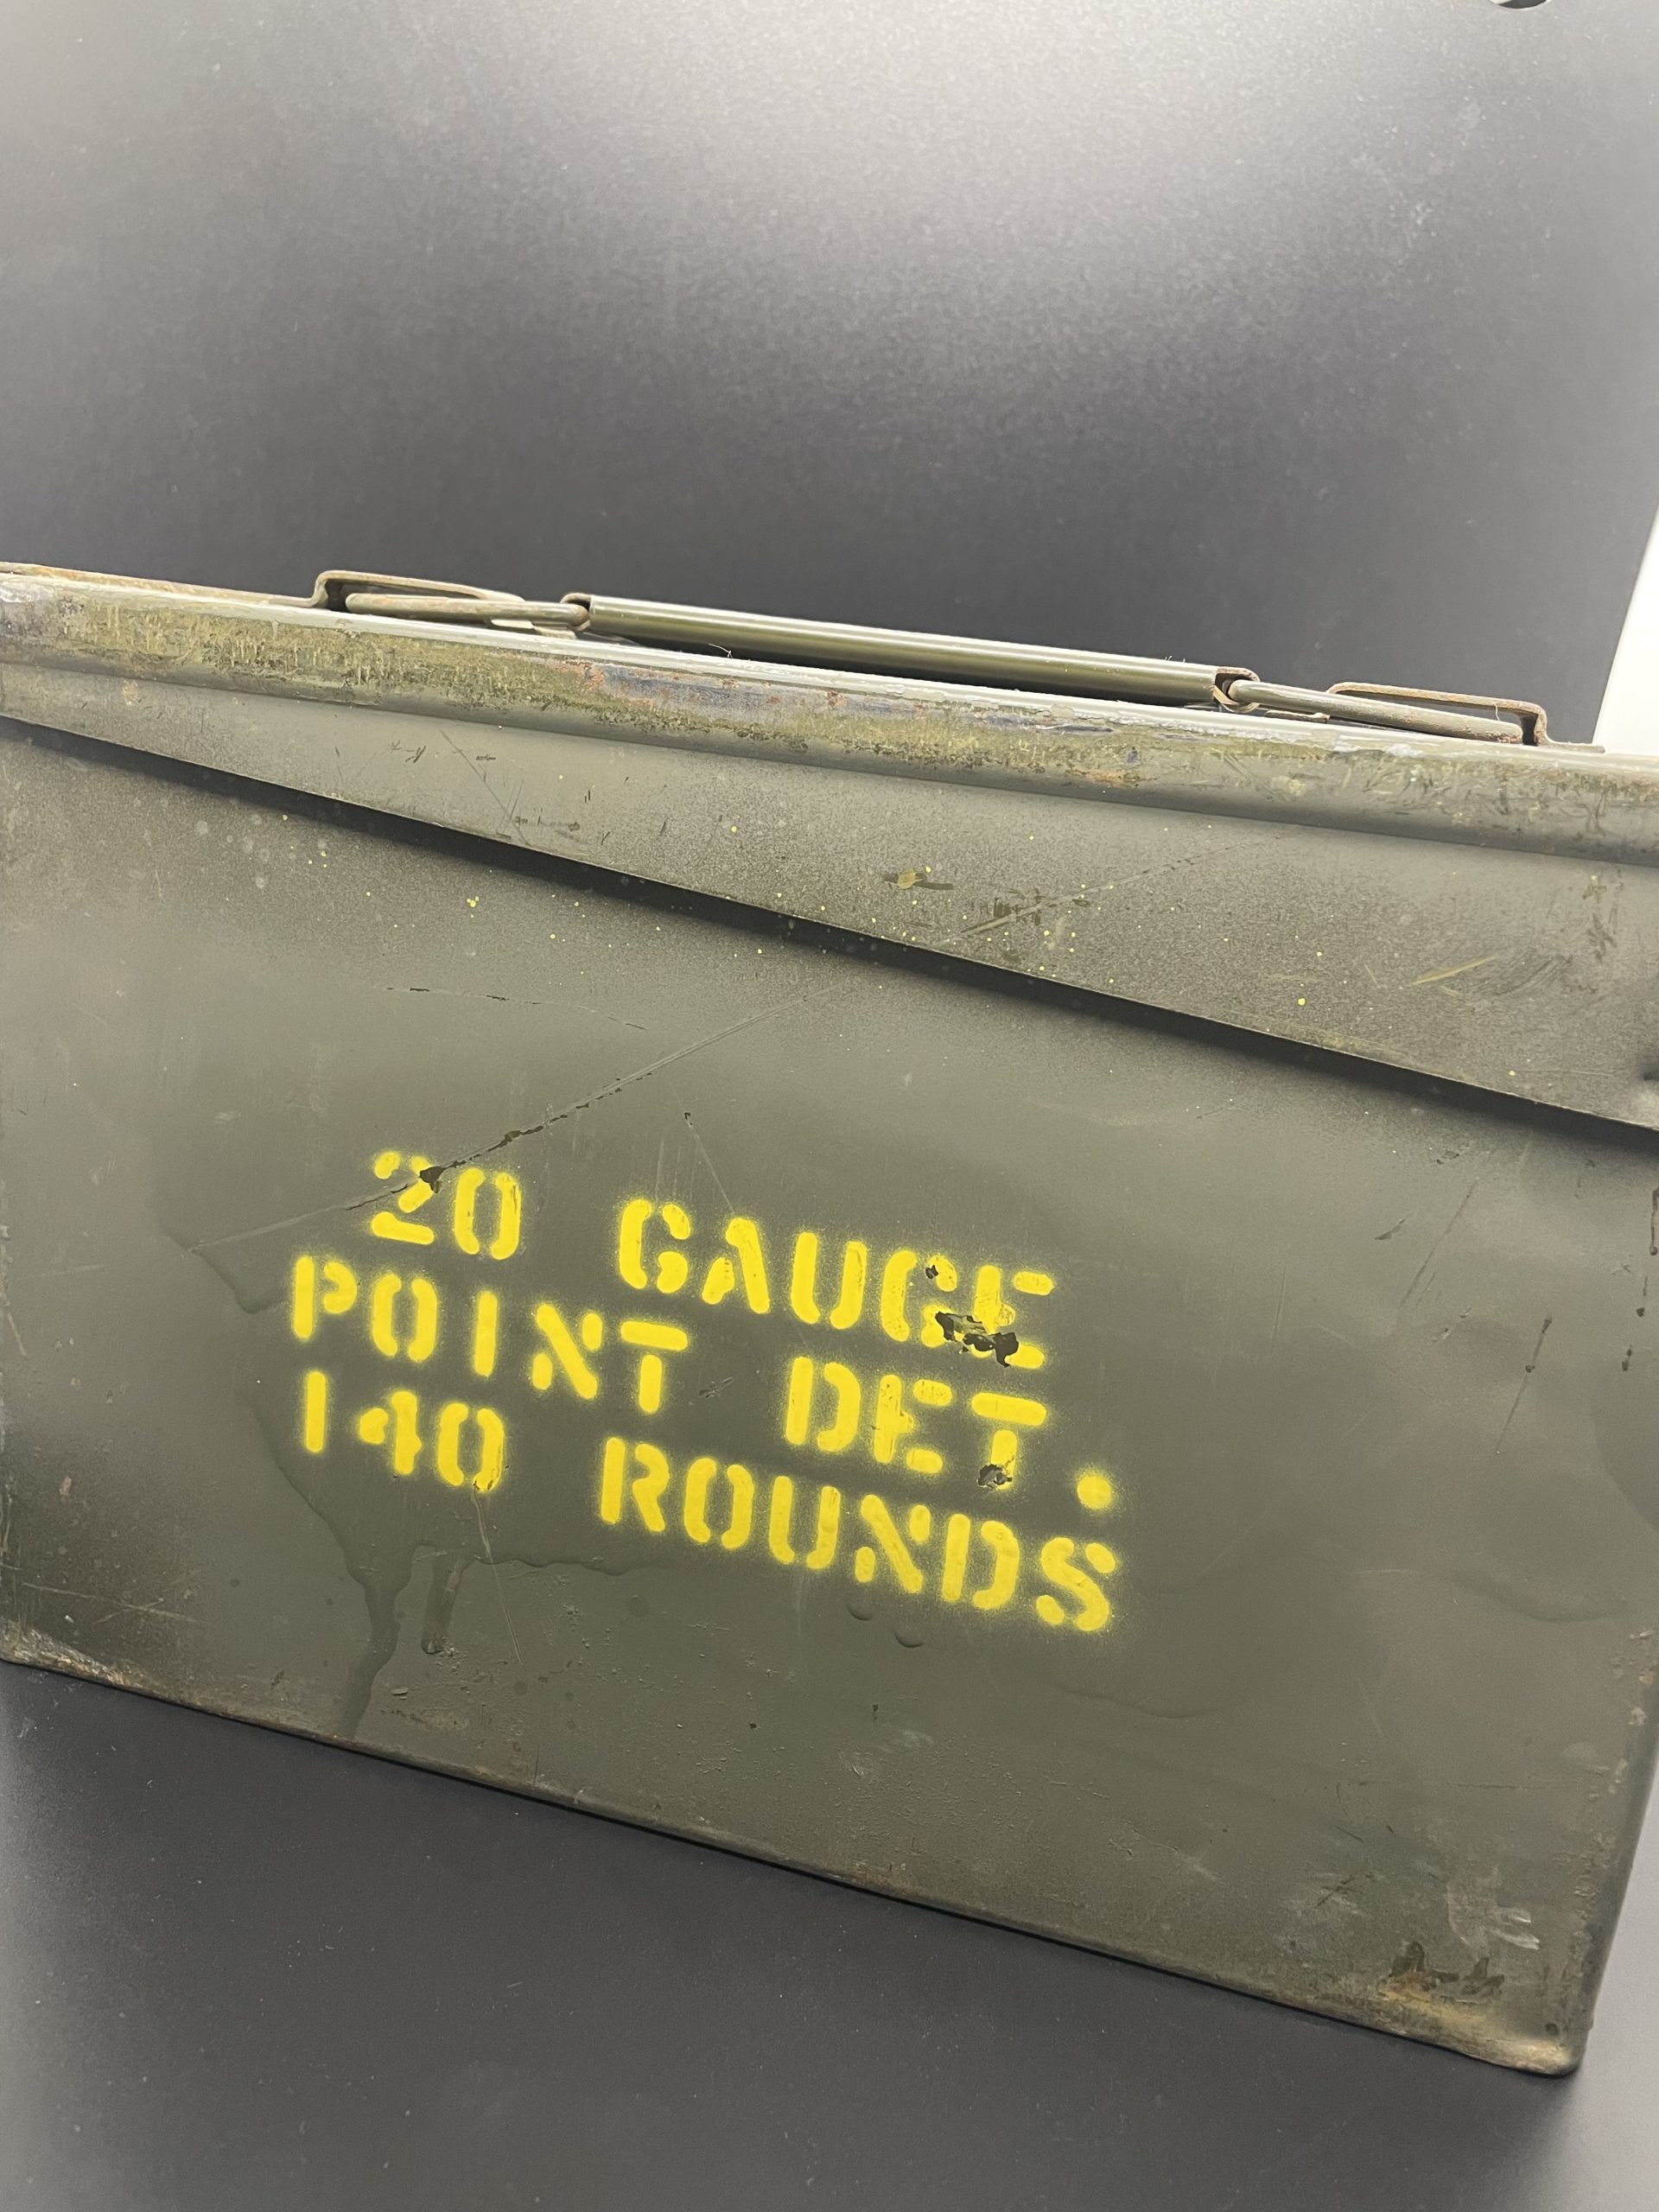 20 GAUGE
POINT DET.
140 ROUNDS